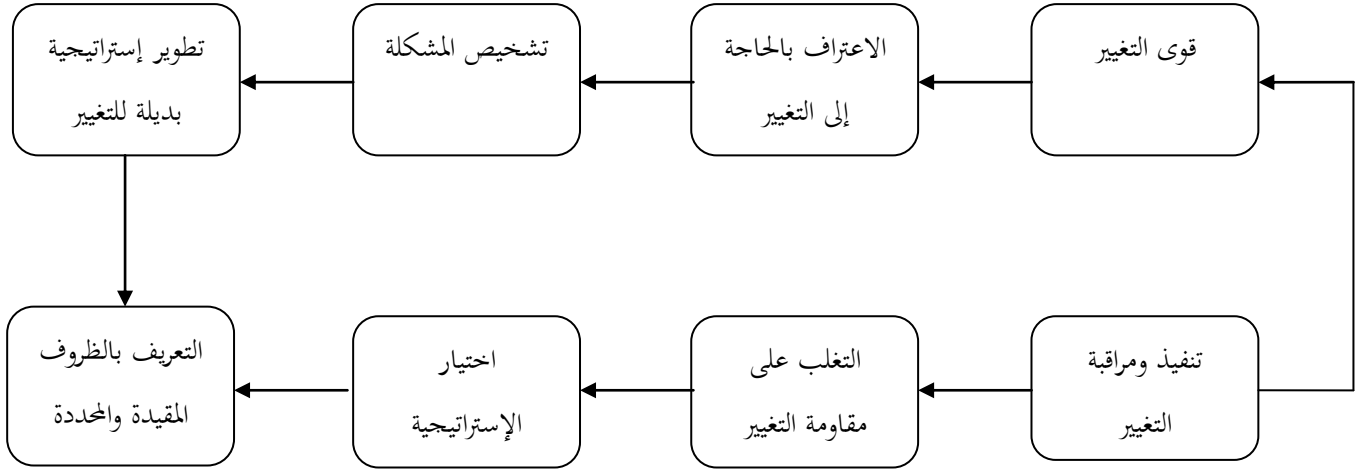 قوى التغيير
الاعتراف بالحاجة
إلى التغيير
تشخيص المشكلة
تطوير إستراتيجية
بديلة للتغيير
تنفيذ ومراقبة
التغيير
التغلب على
مقاومة التغيير
اختيار
الإستراتيجية
التعريف بالظروف
المقيدة والمحددة